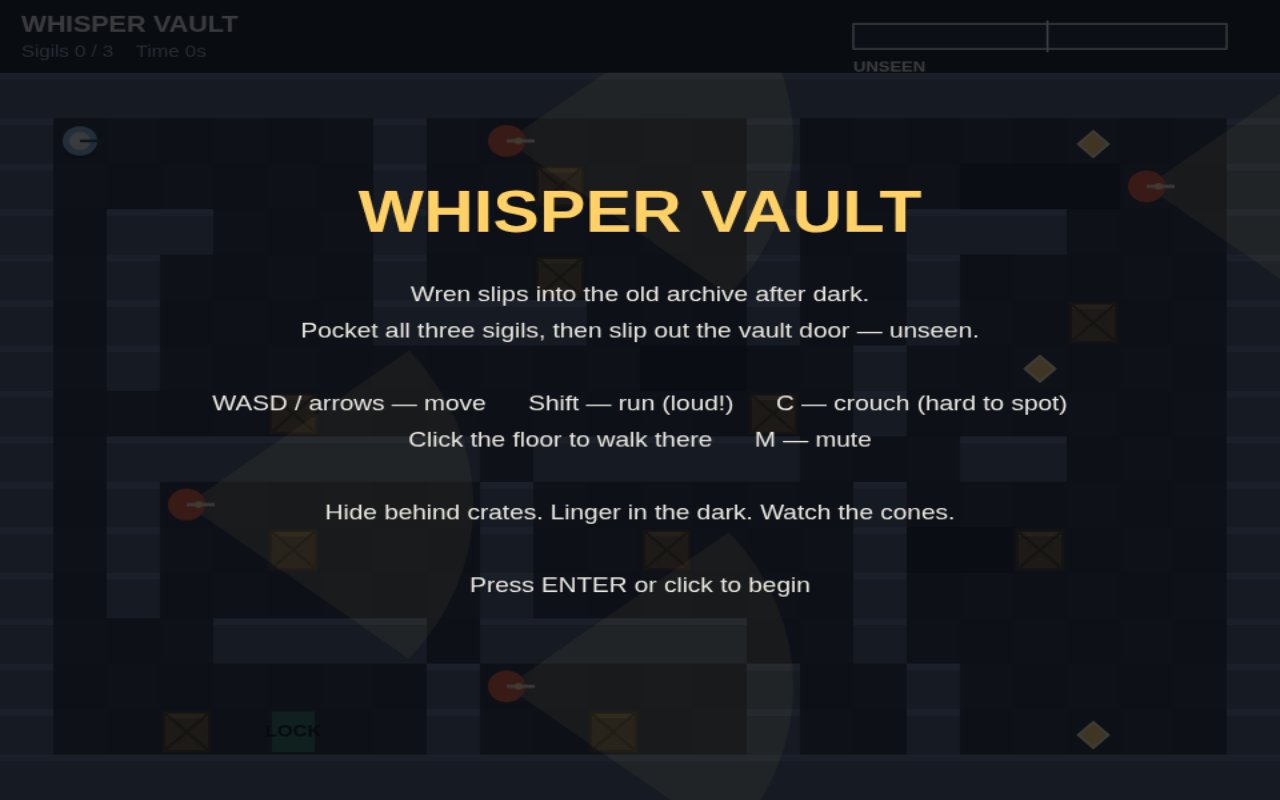 WHISPER VAULT
Sigils 0 / 3 Time 0s
UNSEEN
WHISPER VAULT
Wren slips into the old archive after dark.
Pocket all three sigils, then slip out the vault door — unseen.
WASD / arrows — move Shift — run (loud!) C — crouch (hard to spot)
Click the floor to walk there M — mute
Hide behind crates. Linger in the dark. Watch the cones.
Press ENTER or click to begin
LOCK